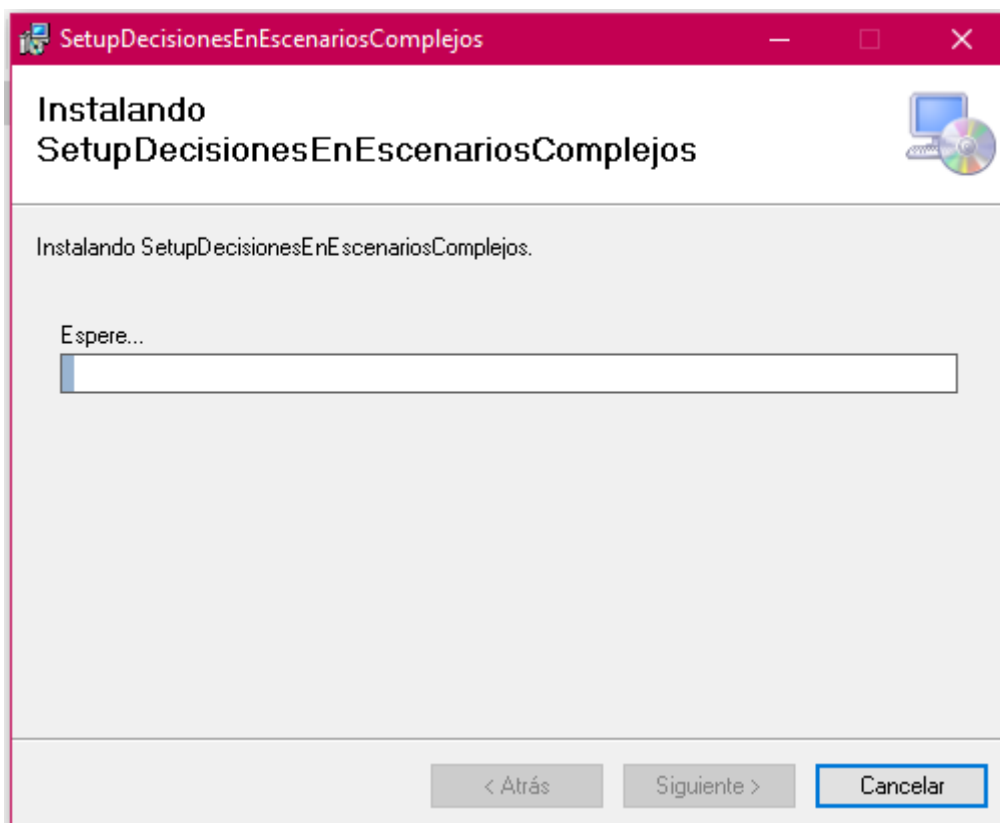 SetupDecisionesEnEscenariosComplejos
Instalando
SetupDecisionesEnEscenariosComplejos
Instalando SetupDecisionesEnEscenariosComplejos.
Espere...
< Atrás
Siguiente >
Cancelar